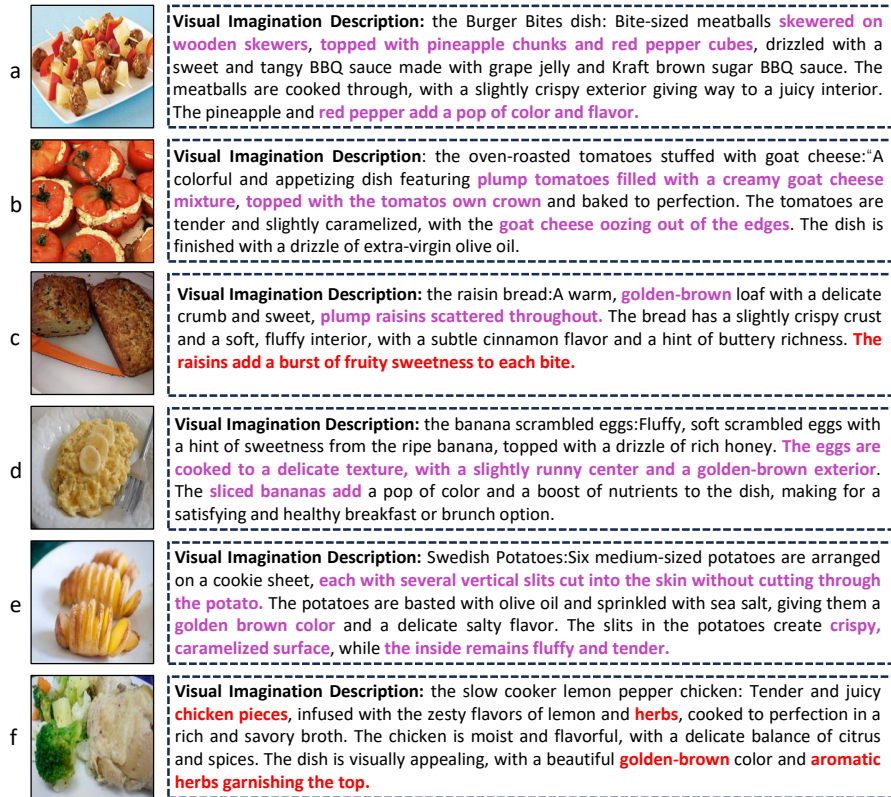 a
Visual Imagination Description: the Burger Bites dish: Bite-sized meatballs skewered on
wooden skewers, topped with pineapple chunks and red pepper cubes, drizzled with a
sweet and tangy BBQ sauce made with grape jelly and Kraft brown sugar BBQ sauce. The
meatballs are cooked through, with a slightly crispy exterior giving way to a juicy interior.
The pineapple and red pepper add a pop of color and flavor.
b
Visual Imagination Description: the oven-roasted tomatoes stuffed with goat cheese:“A
colorful and appetizing dish featuring plump tomatoes filled with a creamy goat cheese
mixture, topped with the tomatos own crown and baked to perfection. The tomatoes are
tender and slightly caramelized, with the goat cheese oozing out of the edges. The dish is
finished with a drizzle of extra-virgin olive oil.
c
Visual Imagination Description: the raisin bread:A warm, golden-brown loaf with a delicate
crumb and sweet, plump raisins scattered throughout. The bread has a slightly crispy crust
and a soft, fluffy interior, with a subtle cinnamon flavor and a hint of buttery richness. The
raisins add a burst of fruity sweetness to each bite.
d
Visual Imagination Description: the banana scrambled eggs:Fluffy, soft scrambled eggs with
a hint of sweetness from the ripe banana, topped with a drizzle of rich honey. The eggs are
cooked to a delicate texture, with a slightly runny center and a golden-brown exterior.
The sliced bananas add a pop of color and a boost of nutrients to the dish, making for a
satisfying and healthy breakfast or brunch option.
e
Visual Imagination Description: Swedish Potatoes:Six medium-sized potatoes are arranged
on a cookie sheet, each with several vertical slits cut into the skin without cutting through
the potato. The potatoes are basted with olive oil and sprinkled with sea salt, giving them a
golden brown color and a delicate salty flavor. The slits in the potatoes create crispy,
caramelized surface, while the inside remains fluffy and tender.
f
Visual Imagination Description: the slow cooker lemon pepper chicken: Tender and juicy
chicken pieces, infused with the zesty flavors of lemon and herbs, cooked to perfection in a
rich and savory broth. The chicken is moist and flavorful, with a delicate balance of citrus
and spices. The dish is visually appealing, with a beautiful golden-brown color and aromatic
herbs garnishing the top.